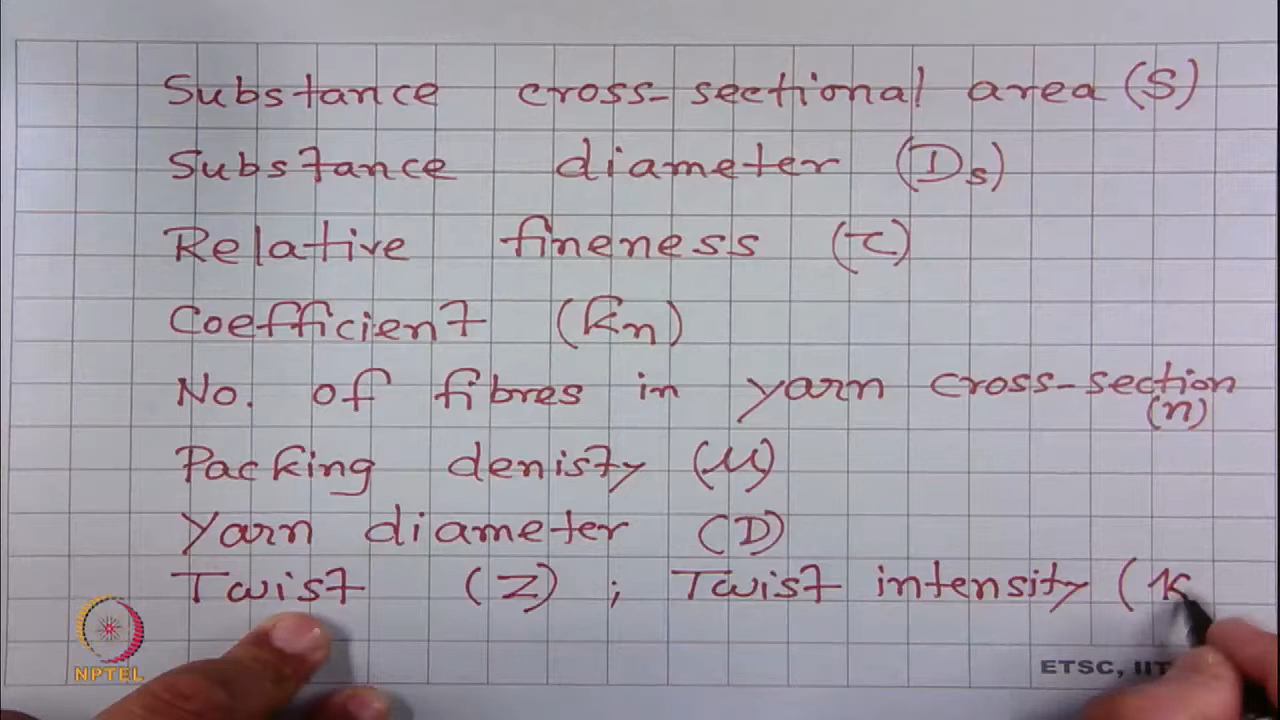 Substance cross-sectional area (S)
Substance diameter (Ds)
Relative fineness (τ)
Coefficient (kn)
No. of fibres in yarn cross-section
(n)
Packing denisty (μ)
Yarn diameter (D)
Twist (Z) ; Twist intensity (κ
NPTEL
ETSC, IIT